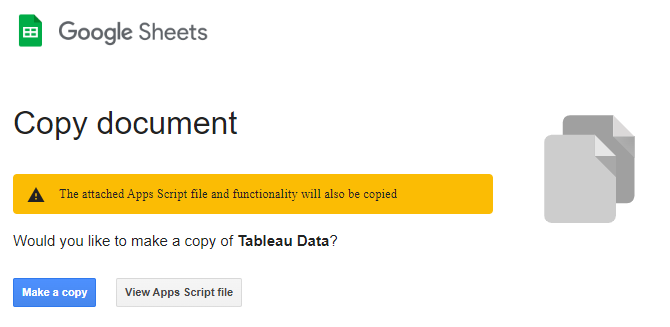 Google Sheets
Copy document
The attached Apps Script file and functionality will also be copied
Would you like to make a copy of Tableau Data?
Make a copy
View Apps Script file